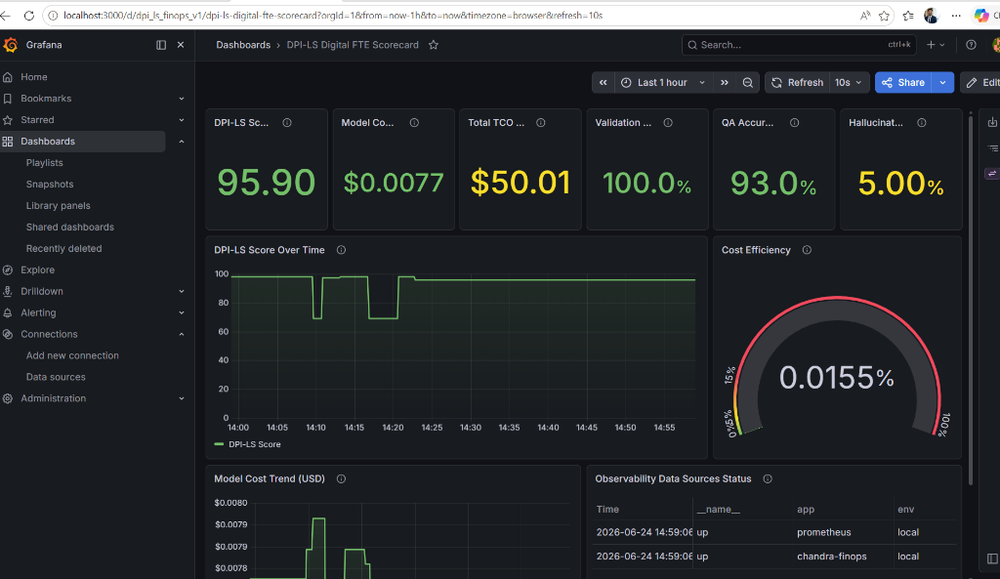 localhost:3000/d/dpi_ls_finops_v1/dpi-ls-digital-fte-scorecard?orgId=1&from=now-1h&to=now&timezone=browser&refresh=10s
Grafana
Dashboards › DPI-LS Digital FTE Scorecard
Search...
ctrl+k
Home
Bookmarks
Starred
Dashboards
Playlists
Snapshots
Library panels
Shared dashboards
Recently deleted
Explore
Drilldown
Alerting
Connections
Add new connection
Data sources
Administration
Last 1 hour
Refresh
10s
Share
Edit
DPI-LS Sc...
95.90
Model Co...
$0.0077
Total TCO ...
$50.01
Validation ...
100.0%
QA Accur...
93.0%
Hallucinat...
5.00%
DPI-LS Score Over Time
100
80
60
40
20
0
14:00 14:05 14:10 14:15 14:20 14:25 14:30 14:35 14:40 14:45 14:50 14:55
DPI-LS Score
Cost Efficiency
0.0155%
15%
5%
0%
100%
Model Cost Trend (USD)
$0.0080
$0.0079
$0.0079
$0.0078
Observability Data Sources Status
Time __name__ app env
2026-06-24 14:59:06 up prometheus local
2026-06-24 14:59:06 up chandra-finops local